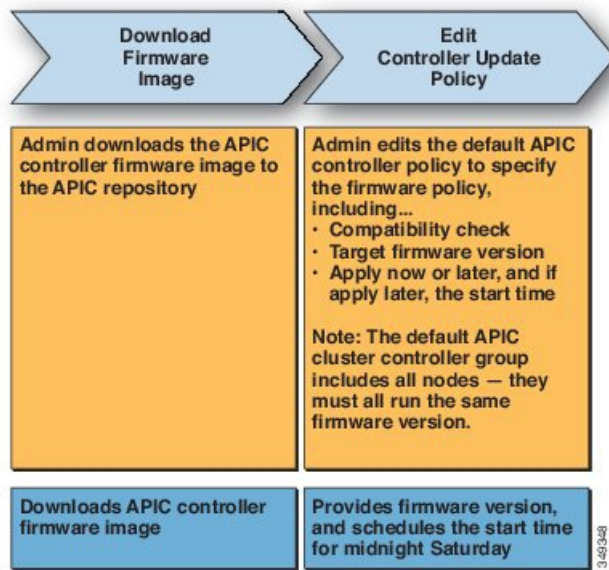 Download
Firmware
Image
Edit
Controller Update
Policy
Admin downloads the APIC
controller firmware image to
the APIC repository
Admin edits the default APIC
controller policy to specify
the firmware policy,
including...
• Compatibility check
• Target firmware version
• Apply now or later, and if
apply later, the start time
Note: The default APIC
cluster controller group
includes all nodes — they
must all run the same
firmware version.
Downloads APIC controller
firmware image
Provides firmware version,
and schedules the start time
for midnight Saturday
349348